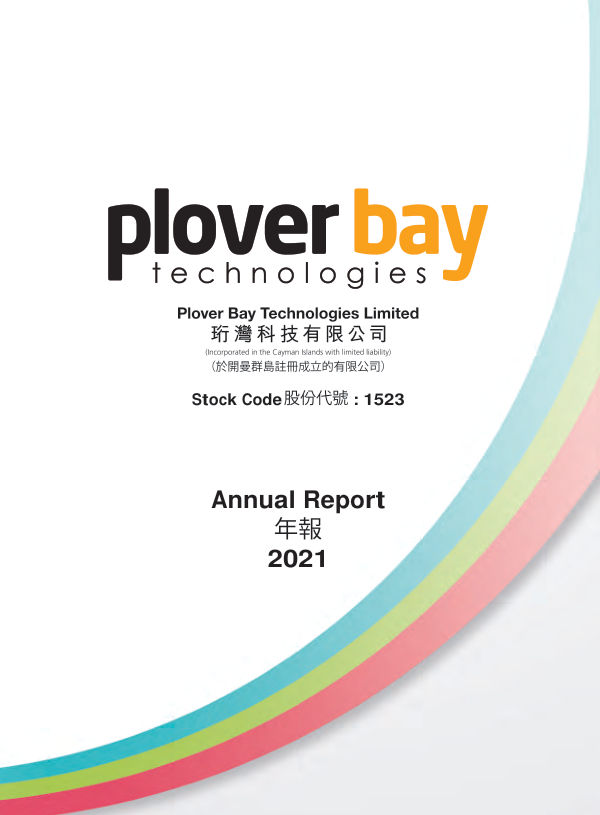 plover bay
technologies
Plover Bay Technologies Limited
珩灣科技有限公司
(Incorporated in the Cayman Islands with limited liability)
（於開曼群島註冊成立的有限公司）
Stock Code股份代號 : 1523
Annual Report
年報
2021